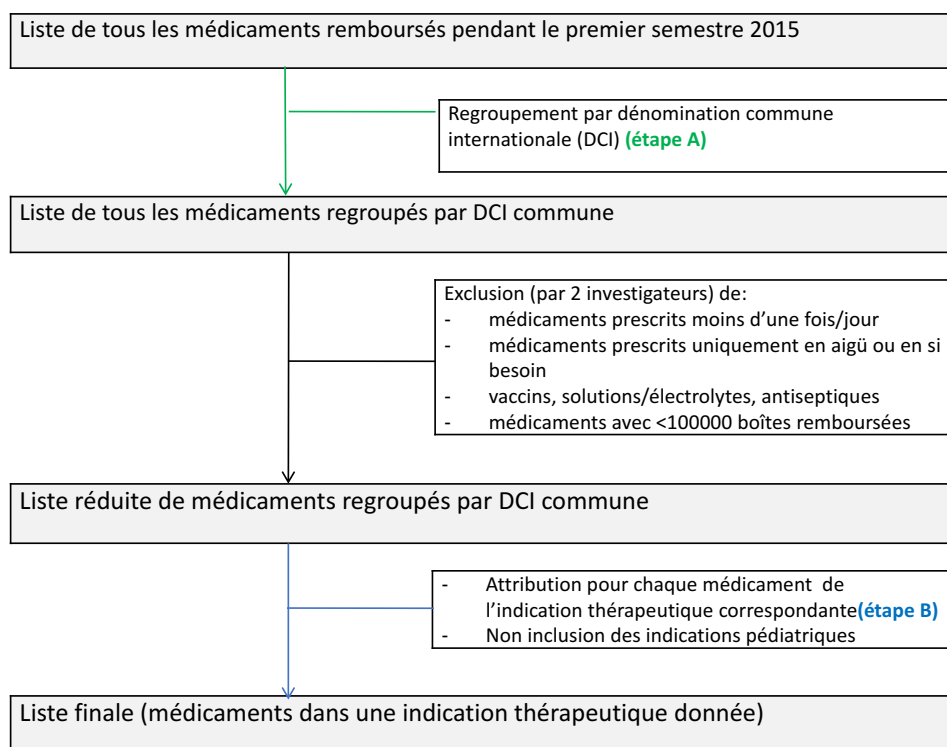 Liste de tous les médicaments remboursés pendant le premier semestre 2015
Regroupement par dénomination commune
internationale (DCI) (étape A)
Liste de tous les médicaments regroupés par DCI commune
Exclusion (par 2 investigateurs) de:
- médicaments prescrits moins d’une fois/jour
- médicaments prescrits uniquement en aigü ou en si
besoin
- vaccins, solutions/électrolytes, antiseptiques
- médicaments avec <100000 boîtes remboursées
Liste réduite de médicaments regroupés par DCI commune
- Attribution pour chaque médicament de
l’indication thérapeutique correspondante(étape B)
- Non inclusion des indications pédiatriques
Liste finale (médicaments dans une indication thérapeutique donnée)